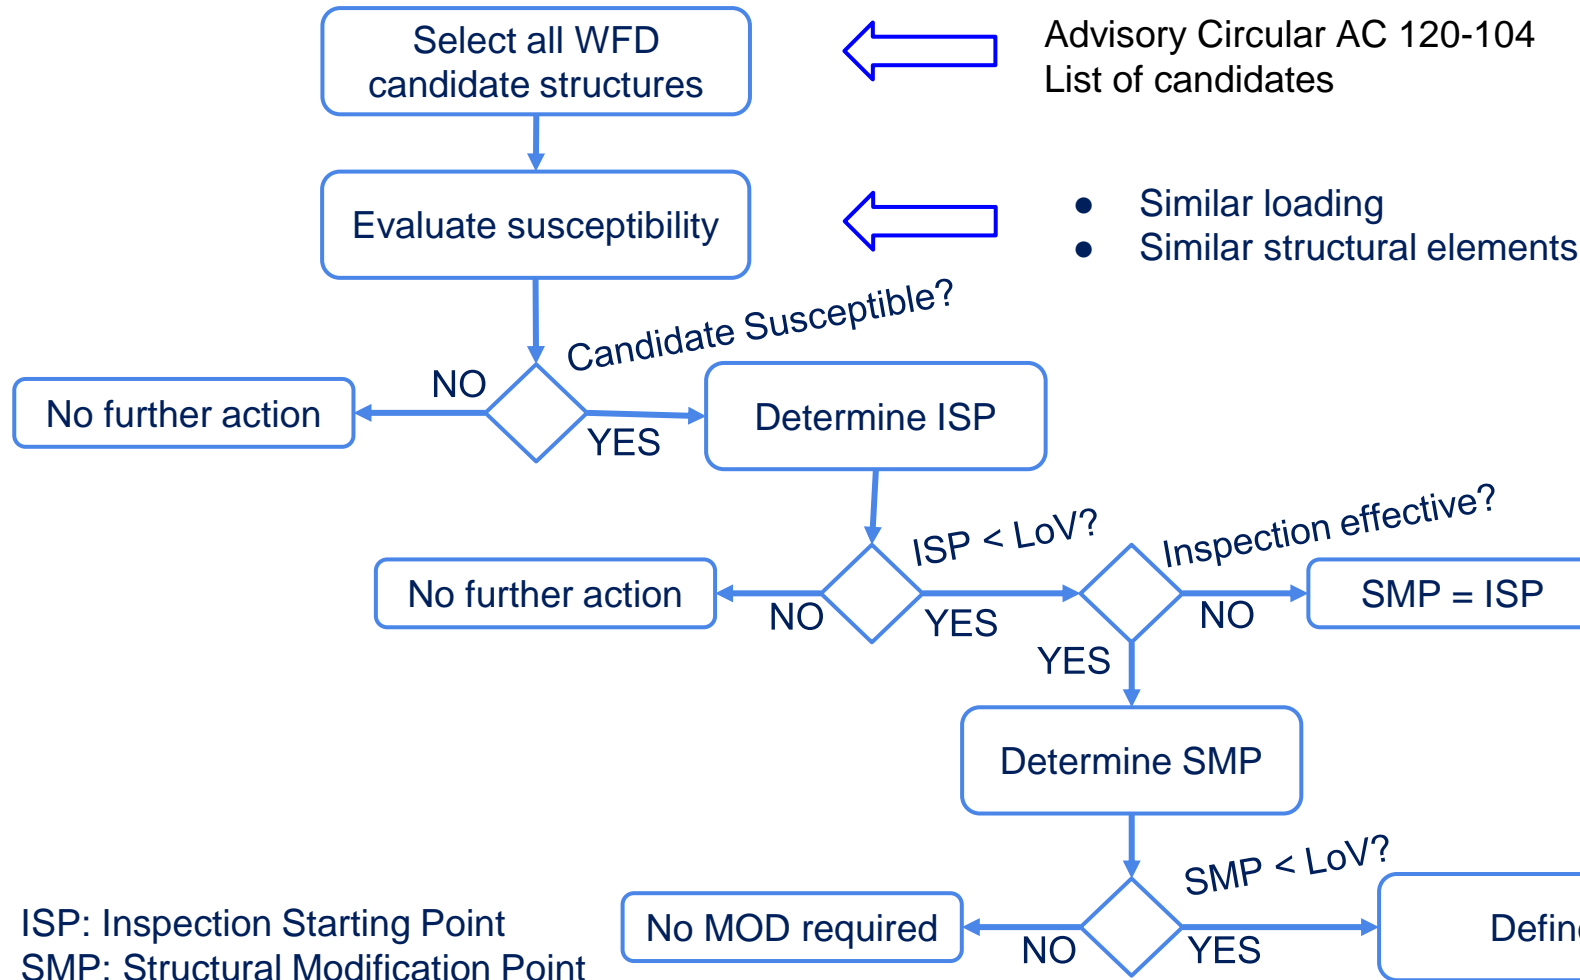 Select all WFD
candidate structures
Advisory Circular AC 120-104
List of candidates
Evaluate susceptibility
● Similar loading
● Similar structural elements
Candidate Susceptible?
NO
YES
No further action
Determine ISP
ISP < LoV?
Inspection effective?
No further action
NO
YES
NO
SMP = ISP
YES
Determine SMP
SMP < LoV?
No MOD required
NO
YES
ISP: Inspection Starting Point
SMP: Structural Modification Point